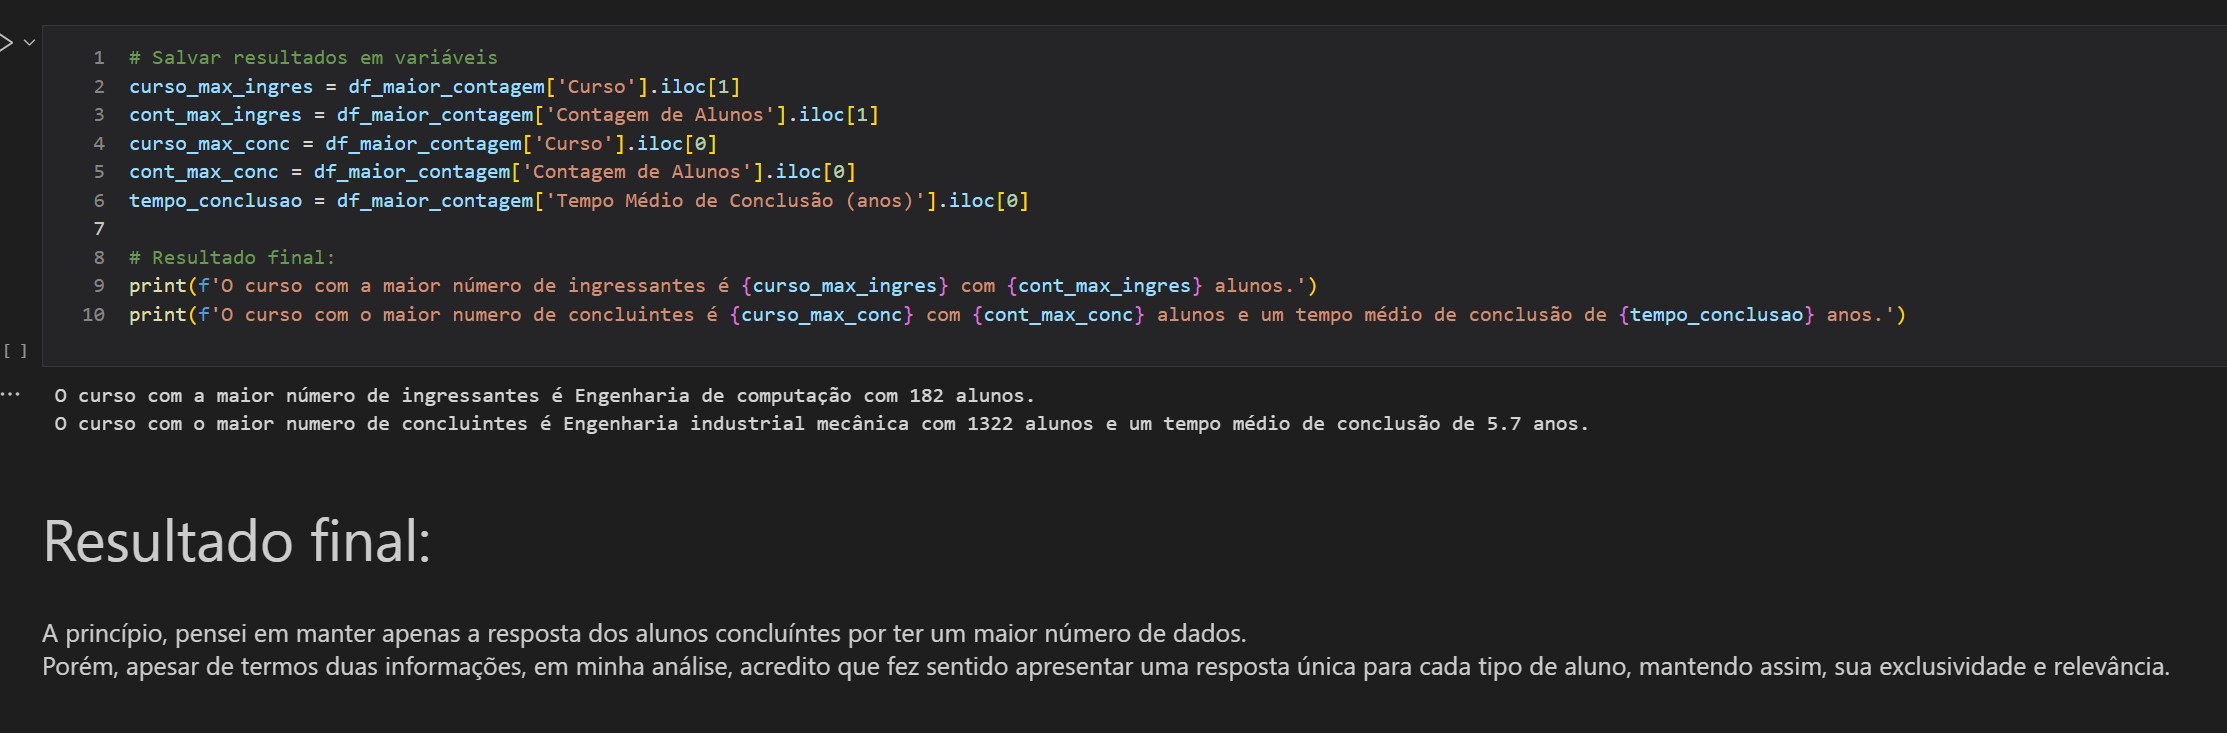 1 # Salvar resultados em variáveis
2 curso_max_ingres = df_maior_contagem['Curso'].iloc[1]
3 cont_max_ingres = df_maior_contagem['Contagem de Alunos'].iloc[1]
4 curso_max_conc = df_maior_contagem['Curso'].iloc[0]
5 cont_max_conc = df_maior_contagem['Contagem de Alunos'].iloc[0]
6 tempo_conclusao = df_maior_contagem['Tempo Médio de Conclusão (anos)'].iloc[0]
7
8 # Resultado final:
9 print(f'O curso com a maior número de ingressantes é {curso_max_ingres} com {cont_max_ingres} alunos.')
10 print(f'O curso com o maior numero de concluintes é {curso_max_conc} com {cont_max_conc} alunos e um tempo médio de conclusão de {tempo_conclusao} anos.')
[ ]
... O curso com a maior número de ingressantes é Engenharia de computação com 182 alunos.
O curso com o maior numero de concluintes é Engenharia industrial mecânica com 1322 alunos e um tempo médio de conclusão de 5.7 anos.
Resultado final:
A princípio, pensei em manter apenas a resposta dos alunos concluíntes por ter um maior número de dados.
Porém, apesar de termos duas informações, em minha análise, acredito que fez sentido apresentar uma resposta única para cada tipo de aluno, mantendo assim, sua exclusividade e relevância.